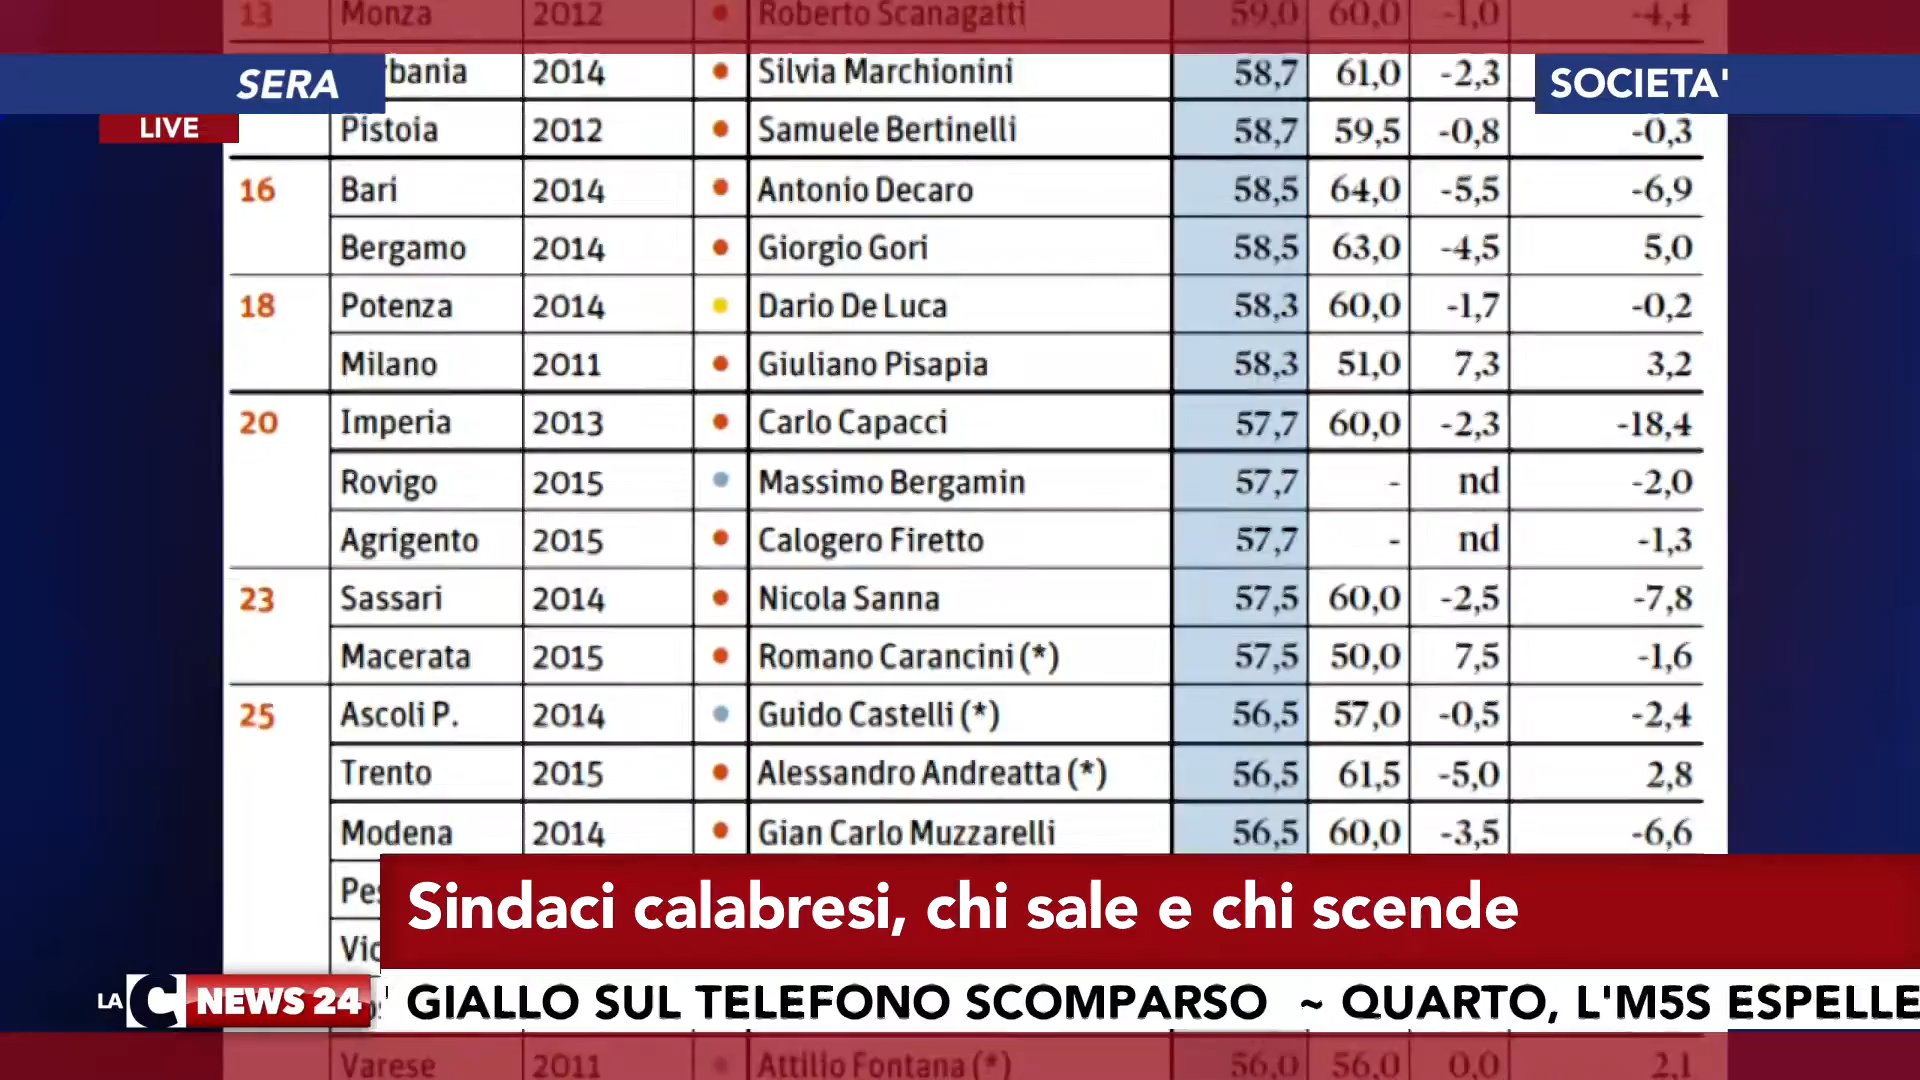 13 Monza 2012 Roberto Scanagatti 59,0 60,0 -1,0 -4,4
SERA
SOCIETA'
LIVE
bania 2014 Silvia Marchionini 58,7 61,0 -2,3
Pistoia 2012 Samuele Bertinelli 58,7 59,5 -0,8 -0,3
16 Bari 2014 Antonio Decaro 58,5 64,0 -5,5 -6,9
Bergamo 2014 Giorgio Gori 58,5 63,0 -4,5 5,0
18 Potenza 2014 Dario De Luca 58,3 60,0 -1,7 -0,2
Milano 2011 Giuliano Pisapia 58,3 51,0 7,3 3,2
20 Imperia 2013 Carlo Capacci 57,7 60,0 -2,3 -18,4
Rovigo 2015 Massimo Bergamin 57,7 - nd -2,0
Agrigento 2015 Calogero Firetto 57,7 - nd -1,3
23 Sassari 2014 Nicola Sanna 57,5 60,0 -2,5 -7,8
Macerata 2015 Romano Carancini (*) 57,5 50,0 7,5 -1,6
25 Ascoli P. 2014 Guido Castelli (*) 56,5 57,0 -0,5 -2,4
Trento 2015 Alessandro Andreatta (*) 56,5 61,5 -5,0 2,8
Modena 2014 Gian Carlo Muzzarelli 56,5 60,0 -3,5 -6,6
Pe
Sindaci calabresi, chi sale e chi scende
Vic
LA C NEWS 24
GIALLO SUL TELEFONO SCOMPARSO ~ QUARTO, L'M5S ESPELLE
Varese 2011 Attilio Fontana (*) 56,0 56,0 0,0 2,1